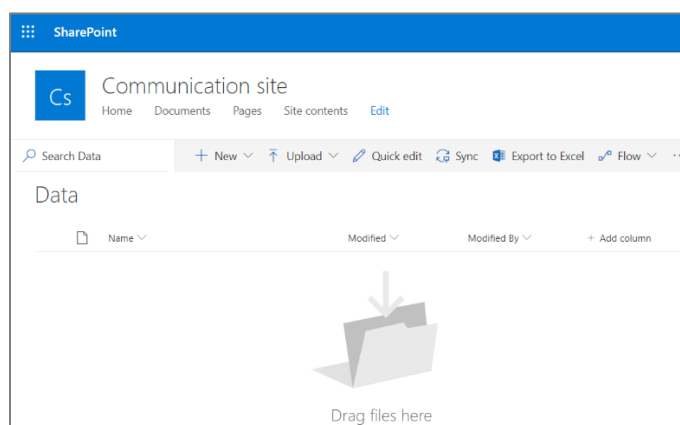 SharePoint
Cs Communication site
Home Documents Pages Site contents Edit
Search Data + New Upload Quick edit Sync Export to Excel Flow ...
Data
Name Modified Modified By + Add column
Drag files here